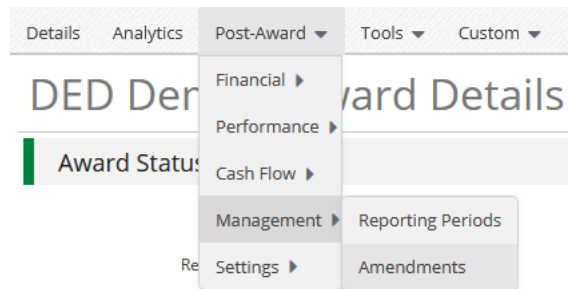 Details Analytics Post-Award Tools Custom
Financial
DED Der ard Details
Performance
Award Status
Cash Flow
Management Reporting Periods
Re Settings Amendments